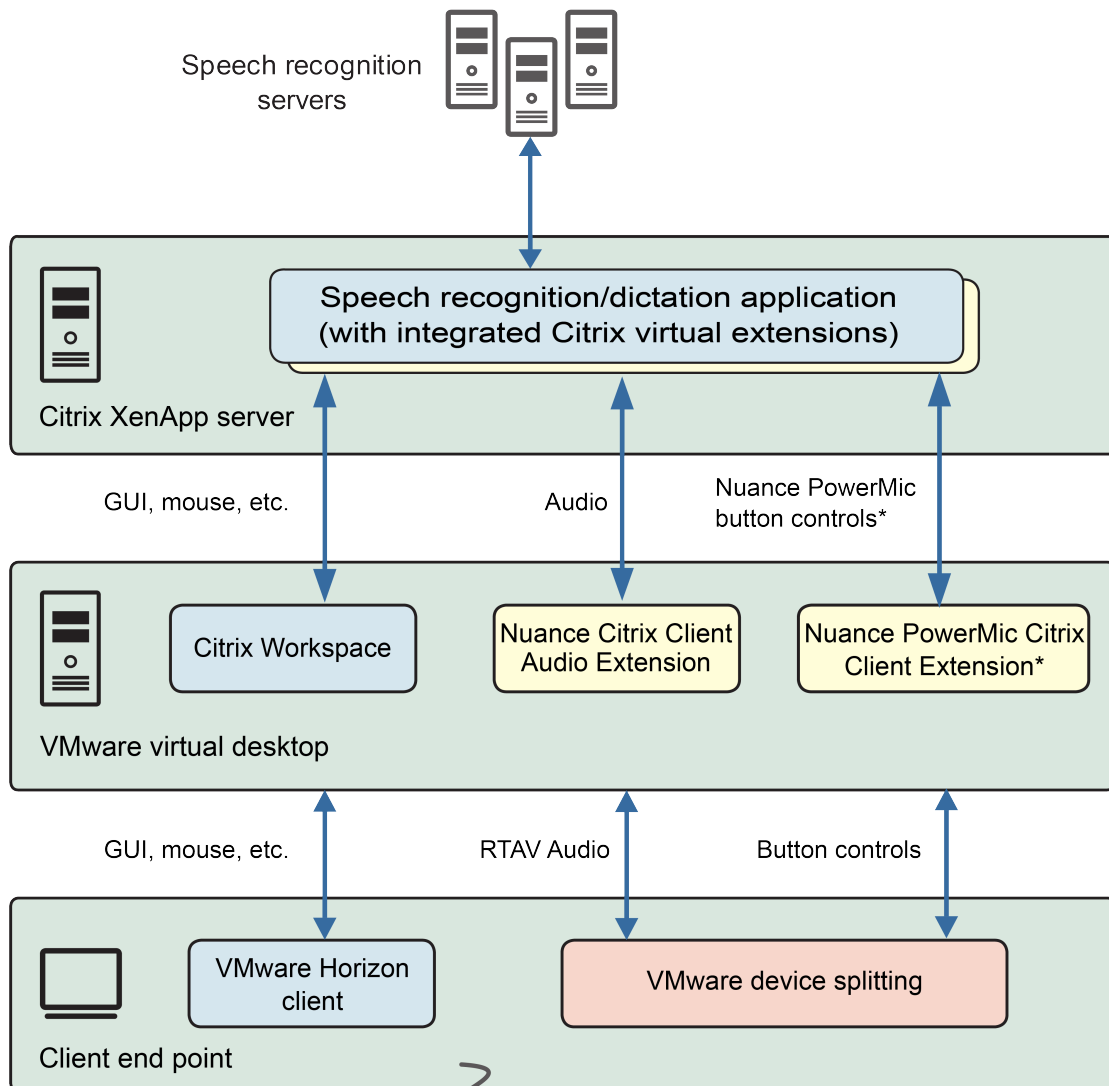 Speech recognition
servers
Speech recognition/dictation application
(with integrated Citrix virtual extensions)
Citrix XenApp server
GUI, mouse, etc.
Audio
Nuance PowerMic
button controls*
Citrix Workspace
Nuance Citrix Client
Audio Extension
Nuance PowerMic Citrix
Client Extension*
VMware virtual desktop
GUI, mouse, etc.
RTAV Audio
Button controls
VMware Horizon
client
VMware device splitting
Client end point